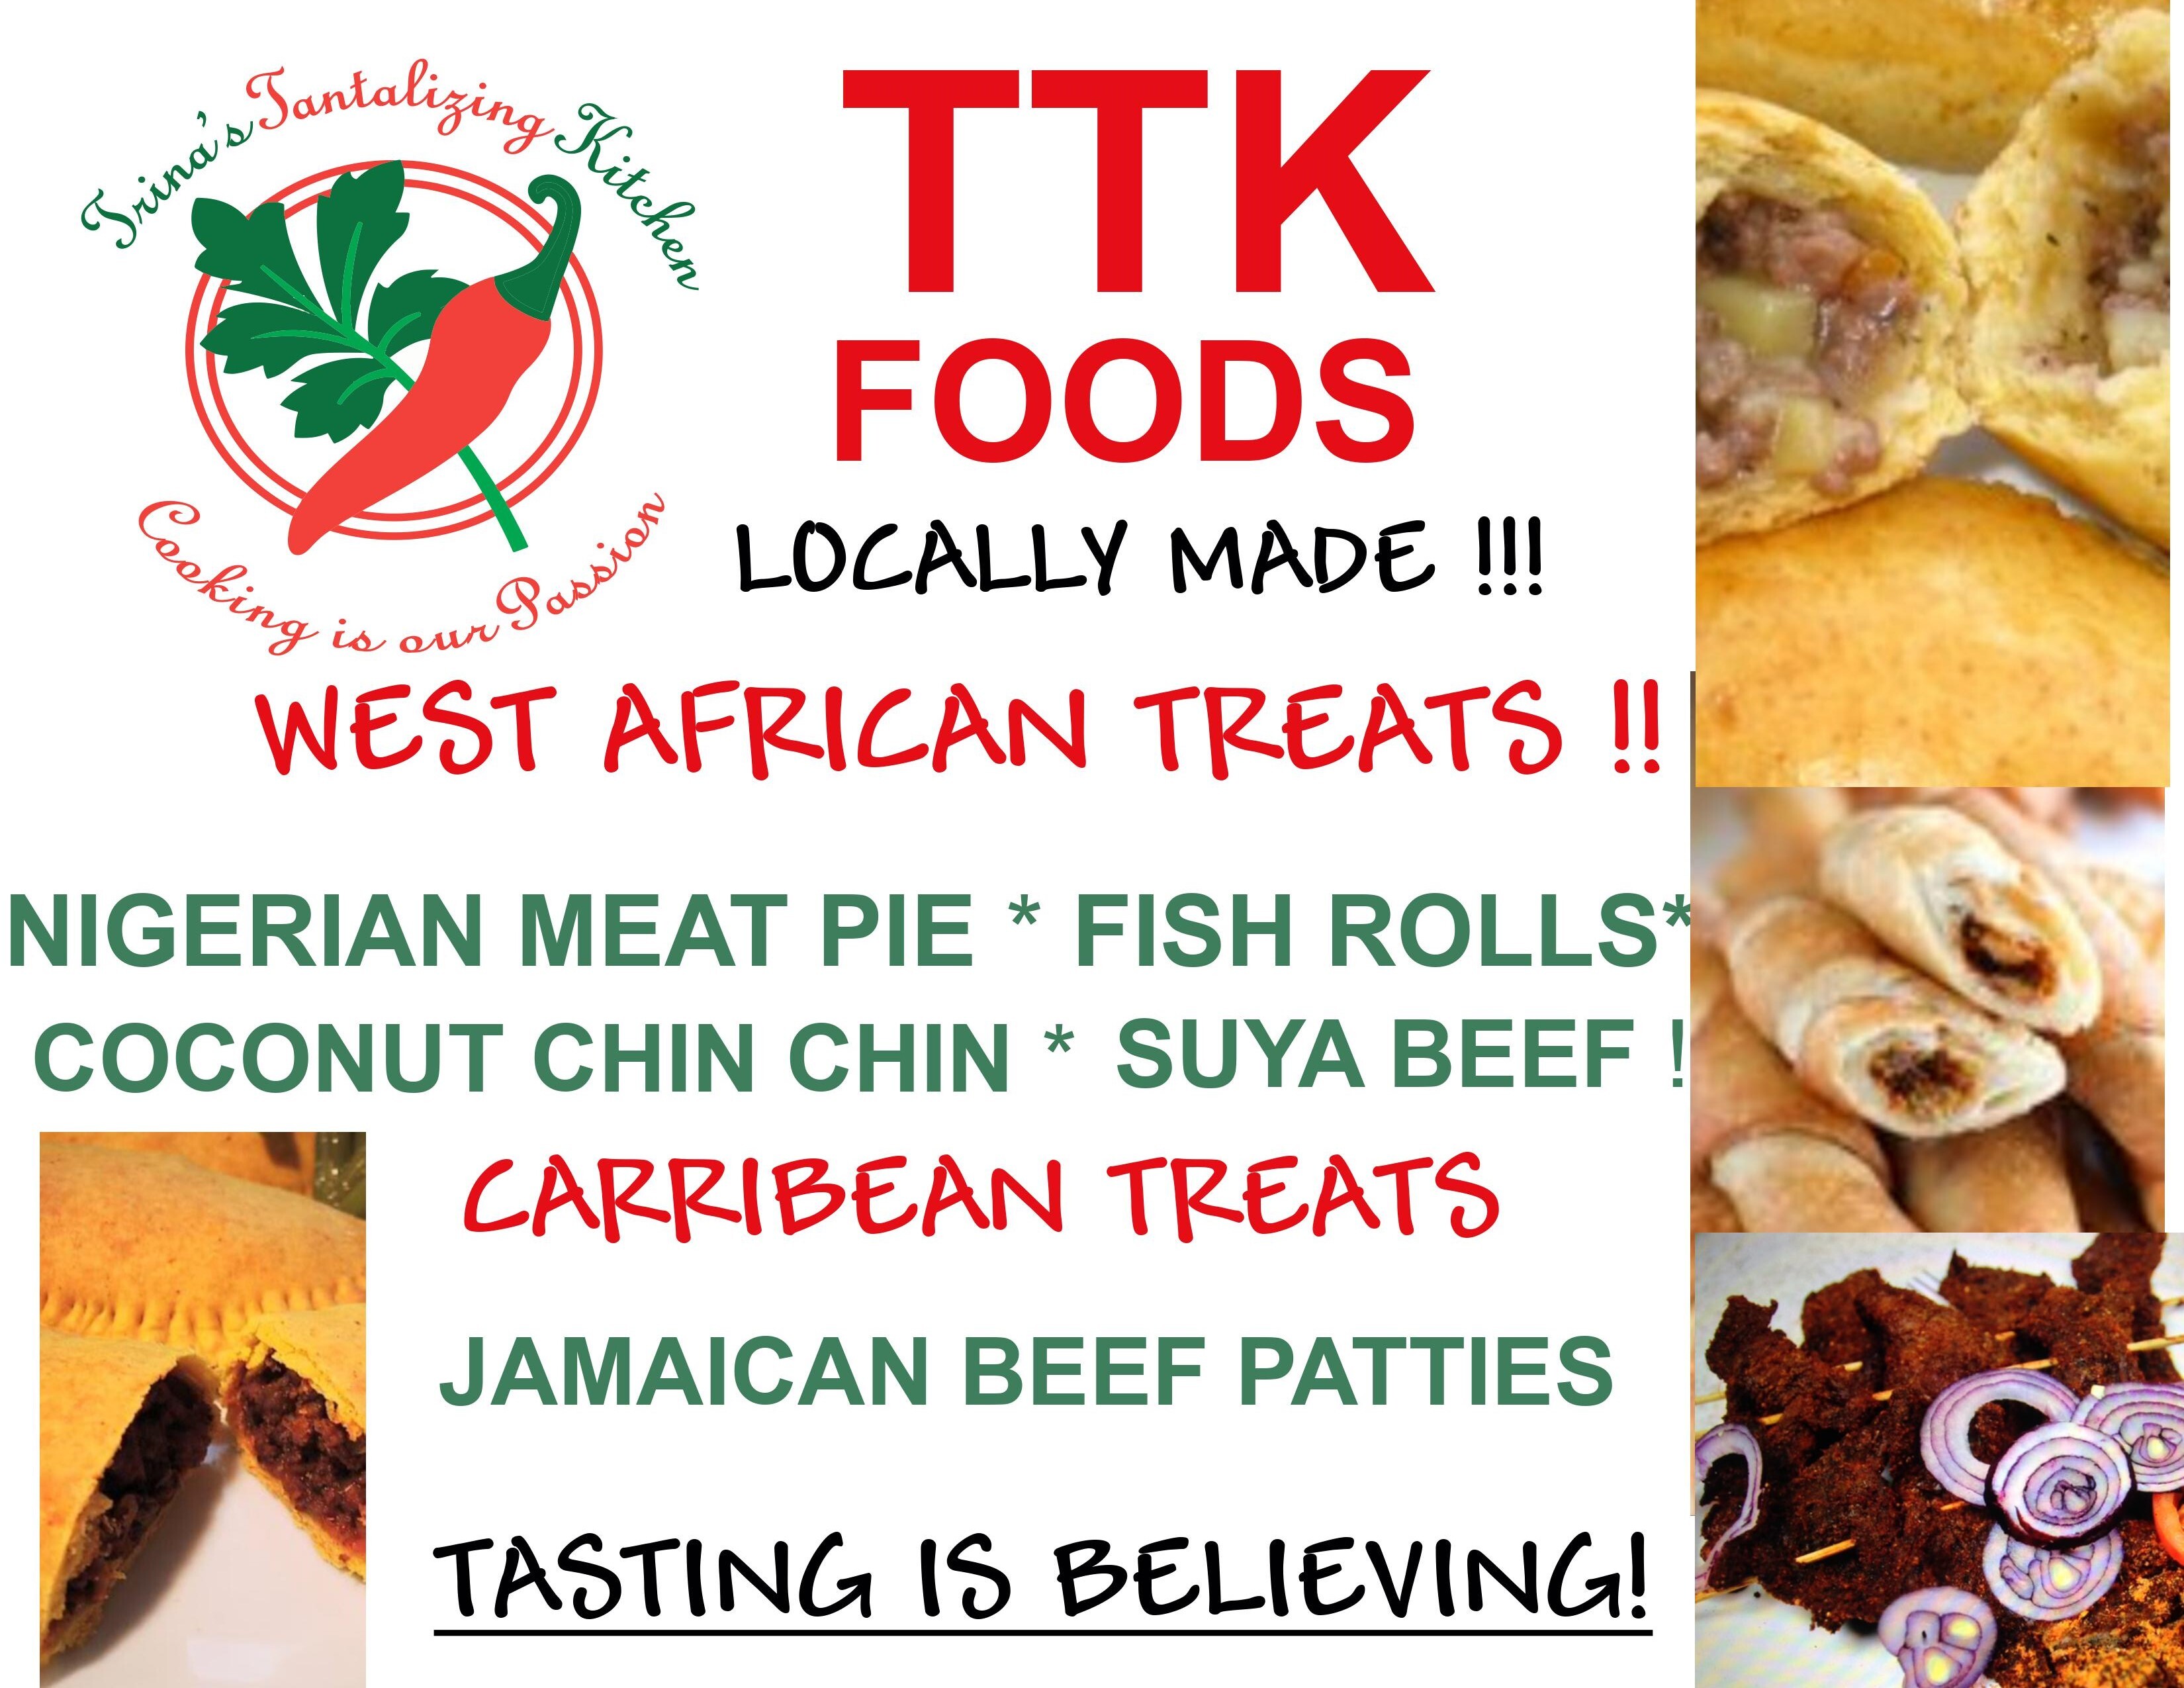 Trina's Tantalizing Kitchen
TTK
FOODS
Cooking is our Passion
LOCALLY MADE !!!
WEST AFRICAN TREATS !!
NIGERIAN MEAT PIE * FISH ROLLS*
COCONUT CHIN CHIN * SUYA BEEF !
CARRIBEAN TREATS
JAMAICAN BEEF PATTIES
TASTING IS BELIEVING!